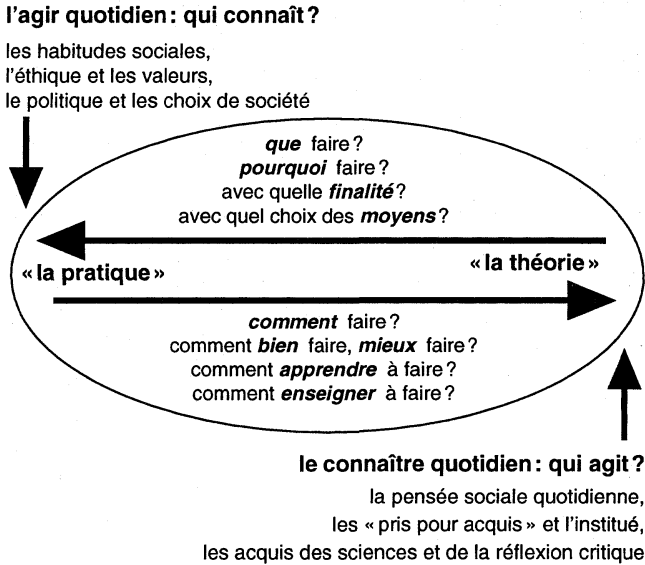 l'agir quotidien : qui connaît ?
les habitudes sociales,
l'éthique et les valeurs,
le politique et les choix de société
que faire ?
pourquoi faire ?
avec quelle finalité ?
avec quel choix des moyens ?
« la pratique »
« la théorie »
comment faire ?
comment bien faire, mieux faire ?
comment apprendre à faire ?
comment enseigner à faire ?
le connaître quotidien : qui agit ?
la pensée sociale quotidienne,
les « pris pour acquis » et l'institué,
les acquis des sciences et de la réflexion critique